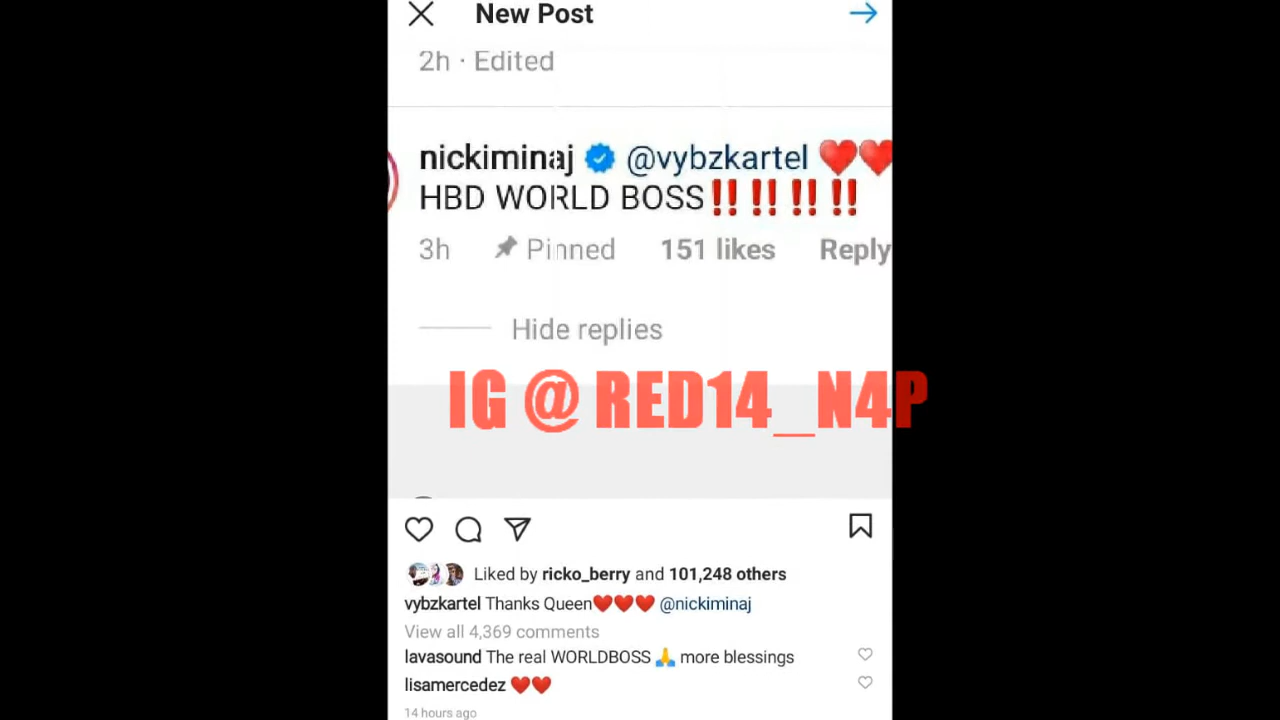 New Post
2h · Edited
nickiminaj @vybzkartel ❤️❤️
HBD WORLD BOSS‼️‼️‼️‼️
3h Pinned 151 likes Reply
Hide replies
IG @ RED14_N4P
Liked by ricko_berry and 101,248 others
vybzkartel Thanks Queen❤️❤️❤️ @nickiminaj
View all 4,369 comments
lavasound The real WORLDBOSS 🙏 more blessings
lisamercedez ❤️❤️
14 hours ago